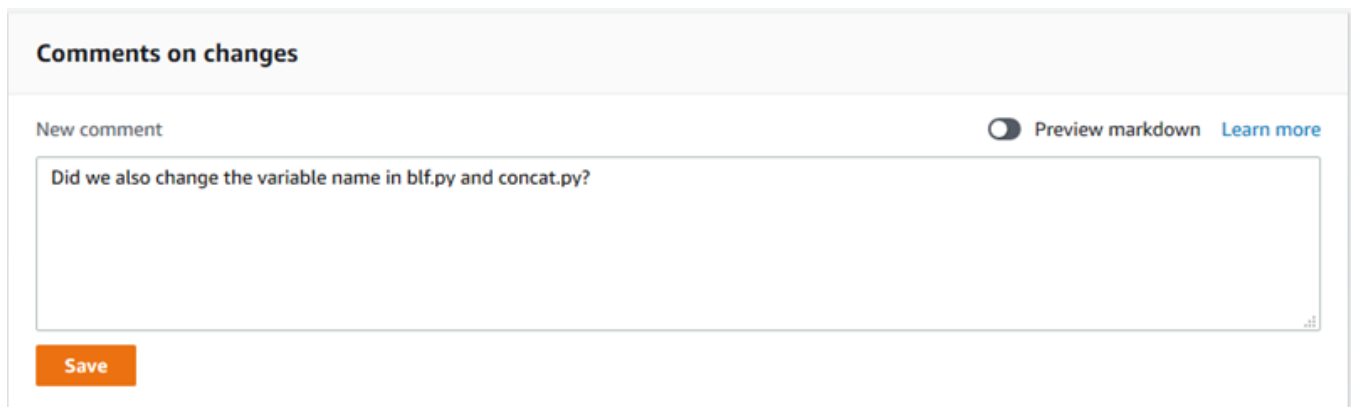 Comments on changes
New comment
Preview markdown Learn more
Did we also change the variable name in blf.py and concat.py?
Save